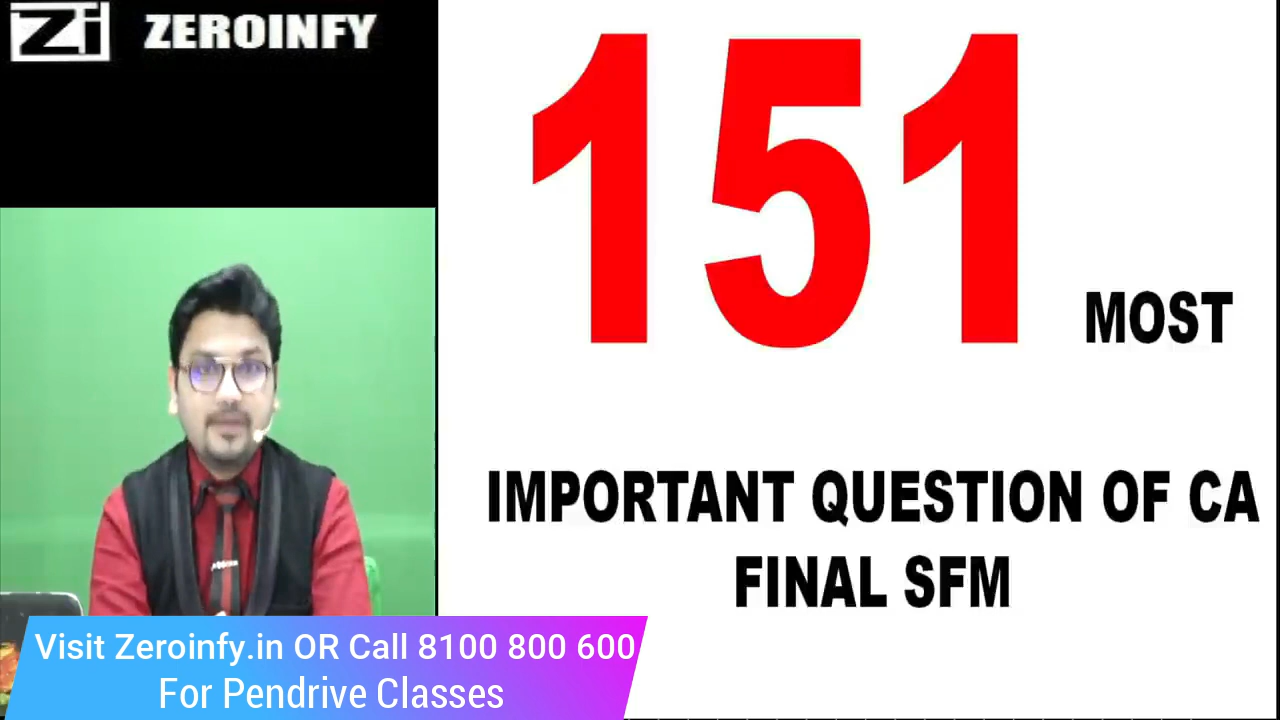 Zi ZEROINFY
151 MOST
IMPORTANT QUESTION OF CA
FINAL SFM
Visit Zeroinfy.in OR Call 8100 800 600
For Pendrive Classes